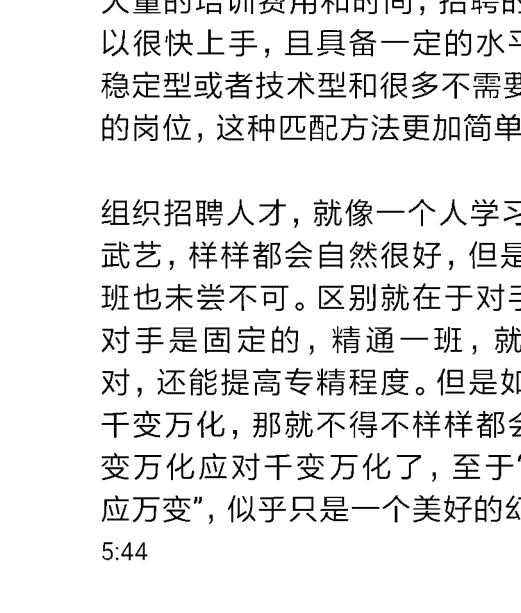 大量的培训费用和时间，招聘的
以很快上手，且具备一定的水平
稳定型或者技术型和很多不需要
的岗位，这种匹配方法更加简单
组织招聘人才，就像一个人学习
武艺，样样都会自然很好，但是
班也未尝不可。区别就在于对手
对手是固定的，精通一班，就
对，还能提高专精程度。但是如
千变万化，那就不得不样样都会
变万化应对千变万化了，至于“
应万变”，似乎只是一个美好的幻
5:44